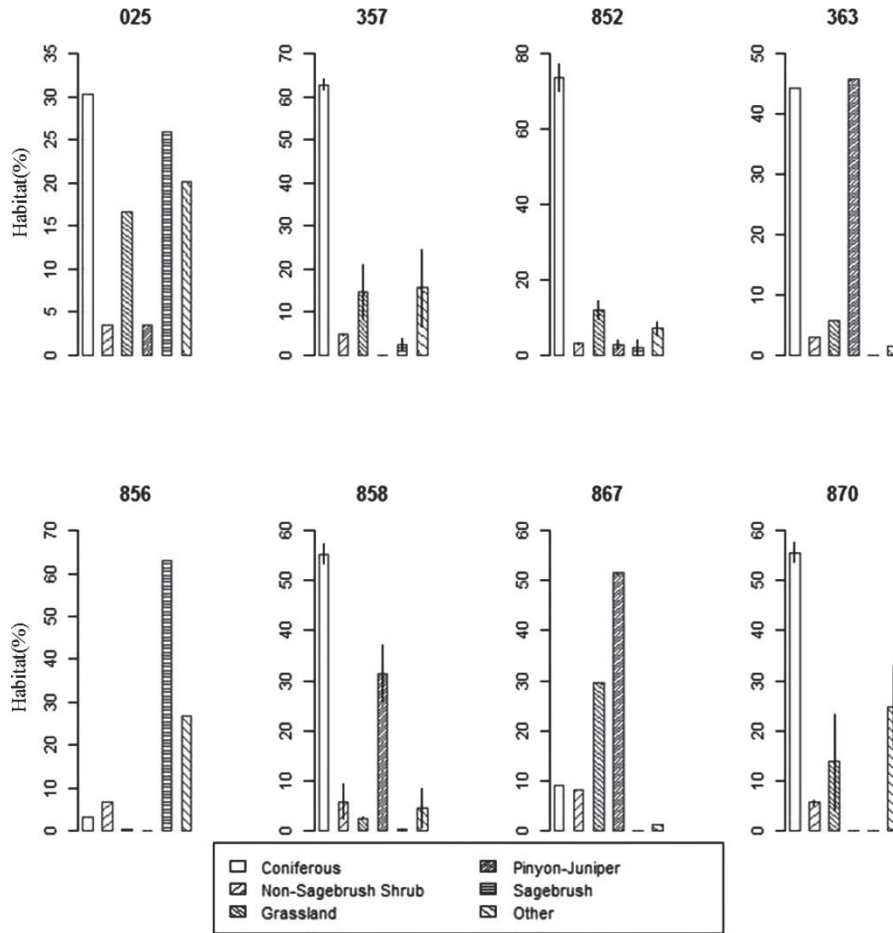 025 357 852 363
Habitat(%)
35 30 25 20 15 10 5 0
70 60 50 40 30 20 10 0
80 60 40 20 0
50 40 30 20 10 0
856 858 867 870
Habitat(%)
70 60 50 40 30 20 10 0
60 50 40 30 20 10 0
60 50 40 30 20 10 0
60 50 40 30 20 10 0
Coniferous Pinyon-Juniper
Non-Sagebrush Shrub Sagebrush
Grassland Other